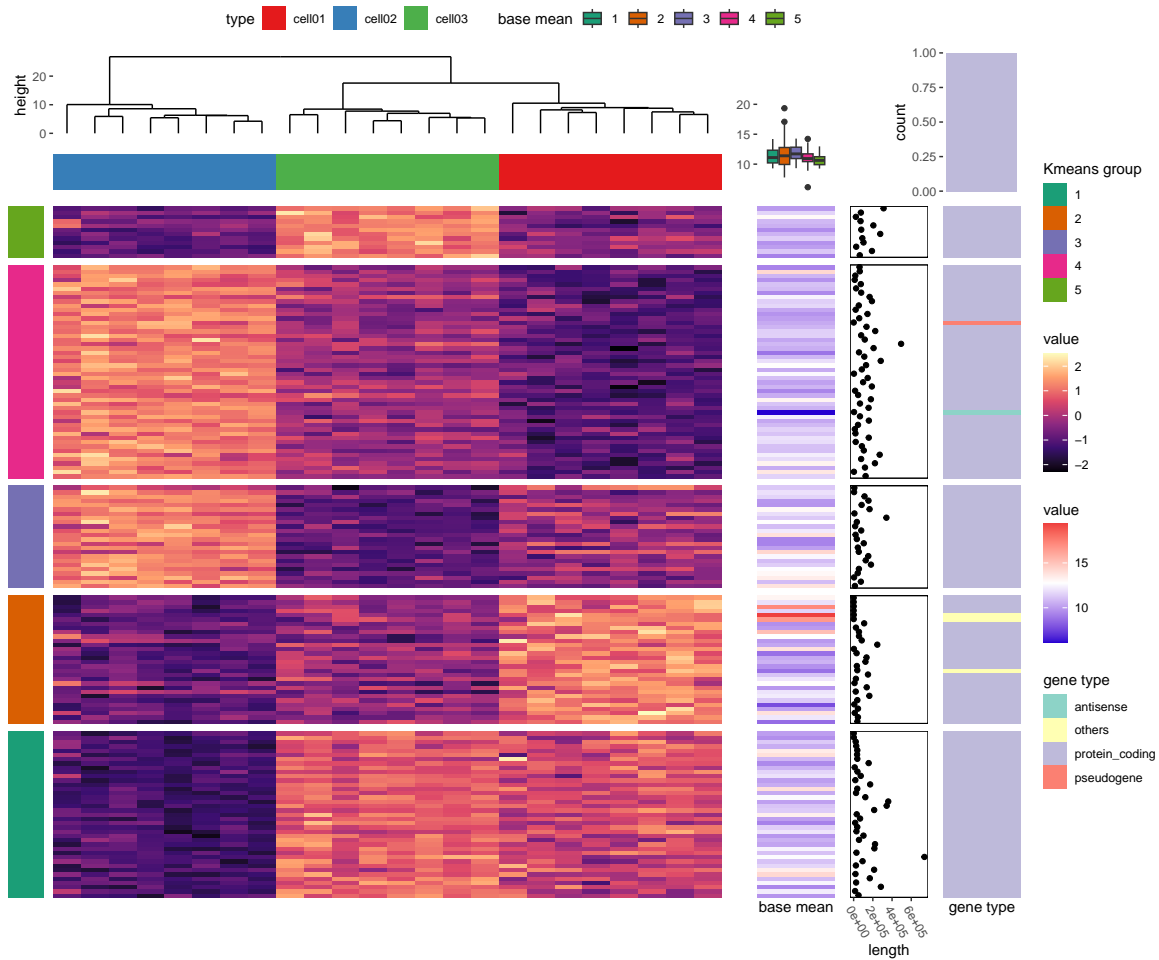 type cell01 cell02 cell03 base mean 1 2 3 4 5
height
20
10
0
20
15
10
count
1.00
0.75
0.50
0.25
0.00
Kmeans group
1
2
3
4
5
value
2
1
0
−1
−2
value
15
10
gene type
antisense
others
protein_coding
pseudogene
base mean
0e+00
2e+05
4e+05
6e+05
length
gene type